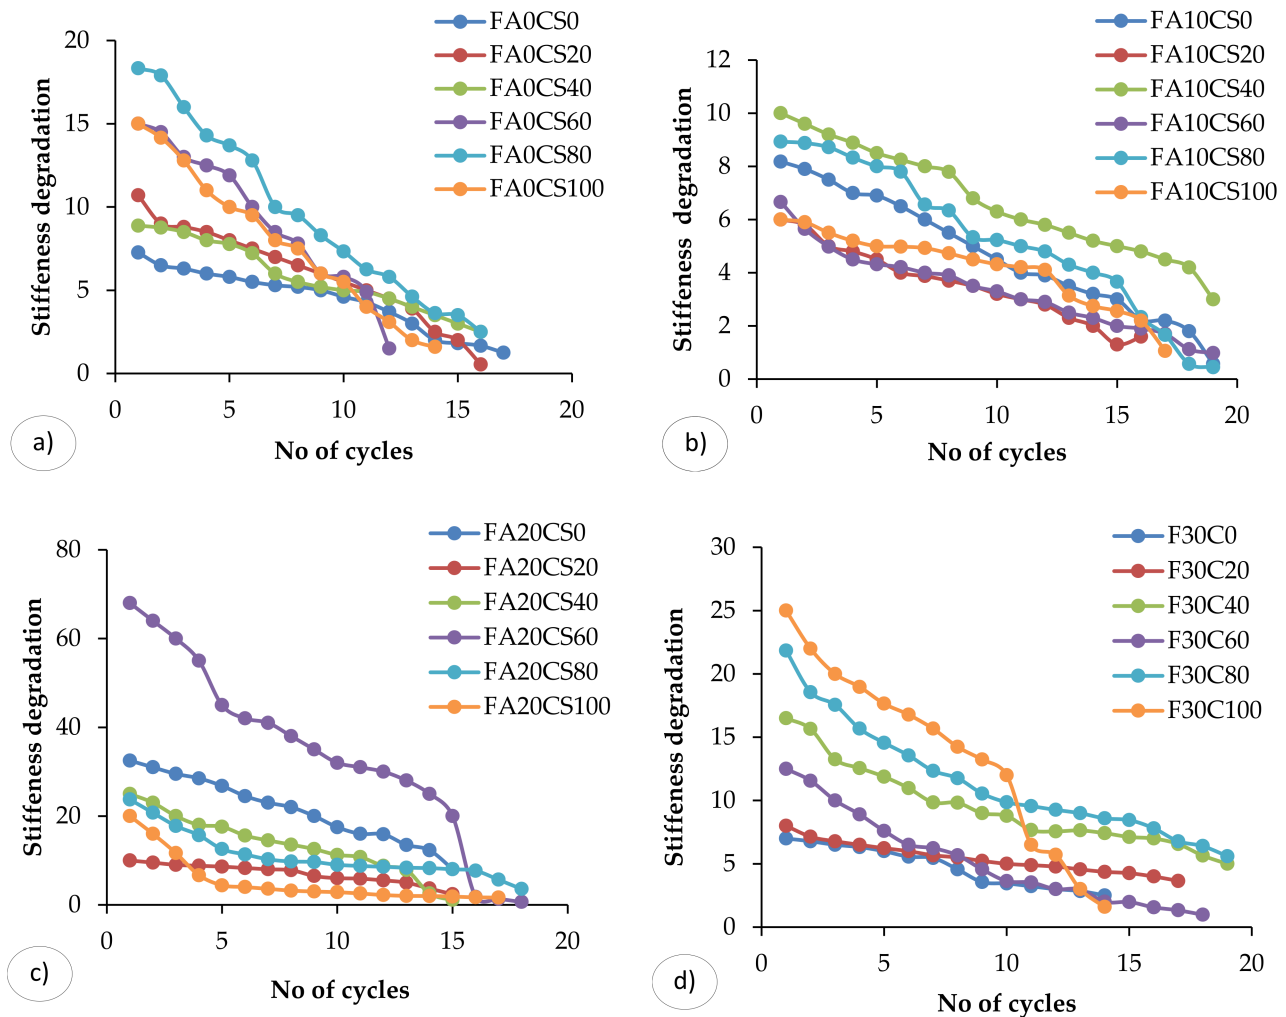 FA0CS0
FA0CS20
FA0CS40
FA0CS60
FA0CS80
FA0CS100
Stiffeness degradation
20
15
10
5
0
0 5 10 15 20
No of cycles
a)
FA10CS0
FA10CS20
FA10CS40
FA10CS60
FA10CS80
FA10CS100
Stiffeness degradation
12
10
8
6
4
2
0
0 5 10 15 20
No of cycles
b)
FA20CS0
FA20CS20
FA20CS40
FA20CS60
FA20CS80
FA20CS100
Stiffeness degradation
80
60
40
20
0
0 5 10 15 20
No of cycles
c)
F30C0
F30C20
F30C40
F30C60
F30C80
F30C100
Stiffeness degradation
30
25
20
15
10
5
0
0 5 10 15 20
No of cycles
d)